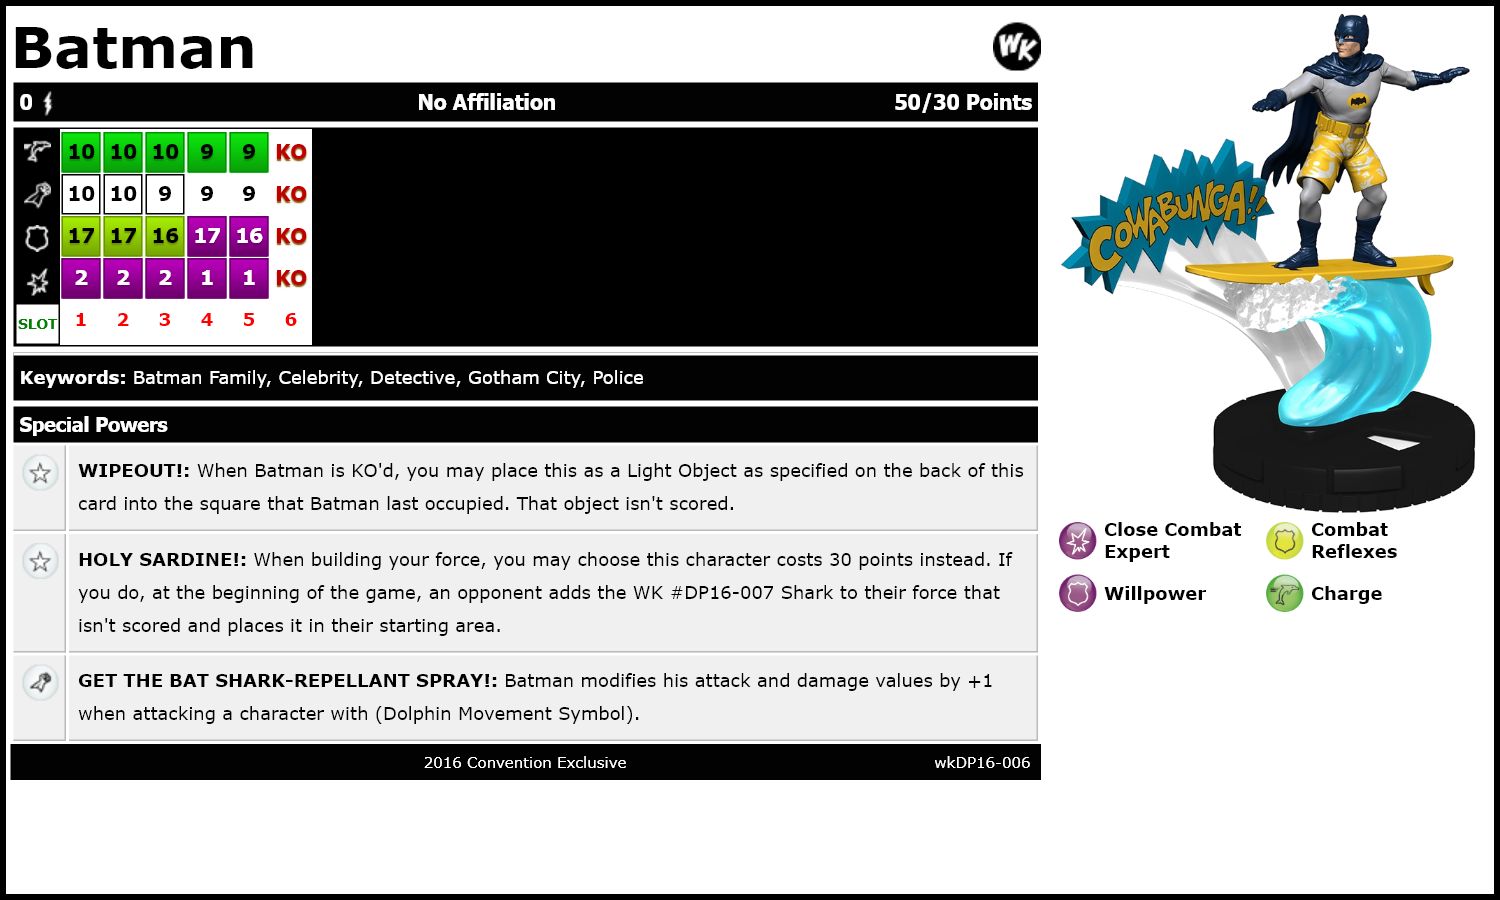 Batman
WK
0
No Affiliation
50/30 Points
10 10 10 9 9 KO
10 10 9 9 9 KO
17 17 16 17 16 KO
2 2 2 1 1 KO
SLOT 1 2 3 4 5 6
Keywords: Batman Family, Celebrity, Detective, Gotham City, Police
Special Powers
WIPEOUT!: When Batman is KO'd, you may place this as a Light Object as specified on the back of this
card into the square that Batman last occupied. That object isn't scored.
HOLY SARDINE!: When building your force, you may choose this character costs 30 points instead. If
you do, at the beginning of the game, an opponent adds the WK #DP16-007 Shark to their force that
isn't scored and places it in their starting area.
GET THE BAT SHARK-REPELLANT SPRAY!: Batman modifies his attack and damage values by +1
when attacking a character with (Dolphin Movement Symbol).
2016 Convention Exclusive
wkDP16-006
COWABUNGA!!
Close Combat
Expert
Combat
Reflexes
Willpower
Charge